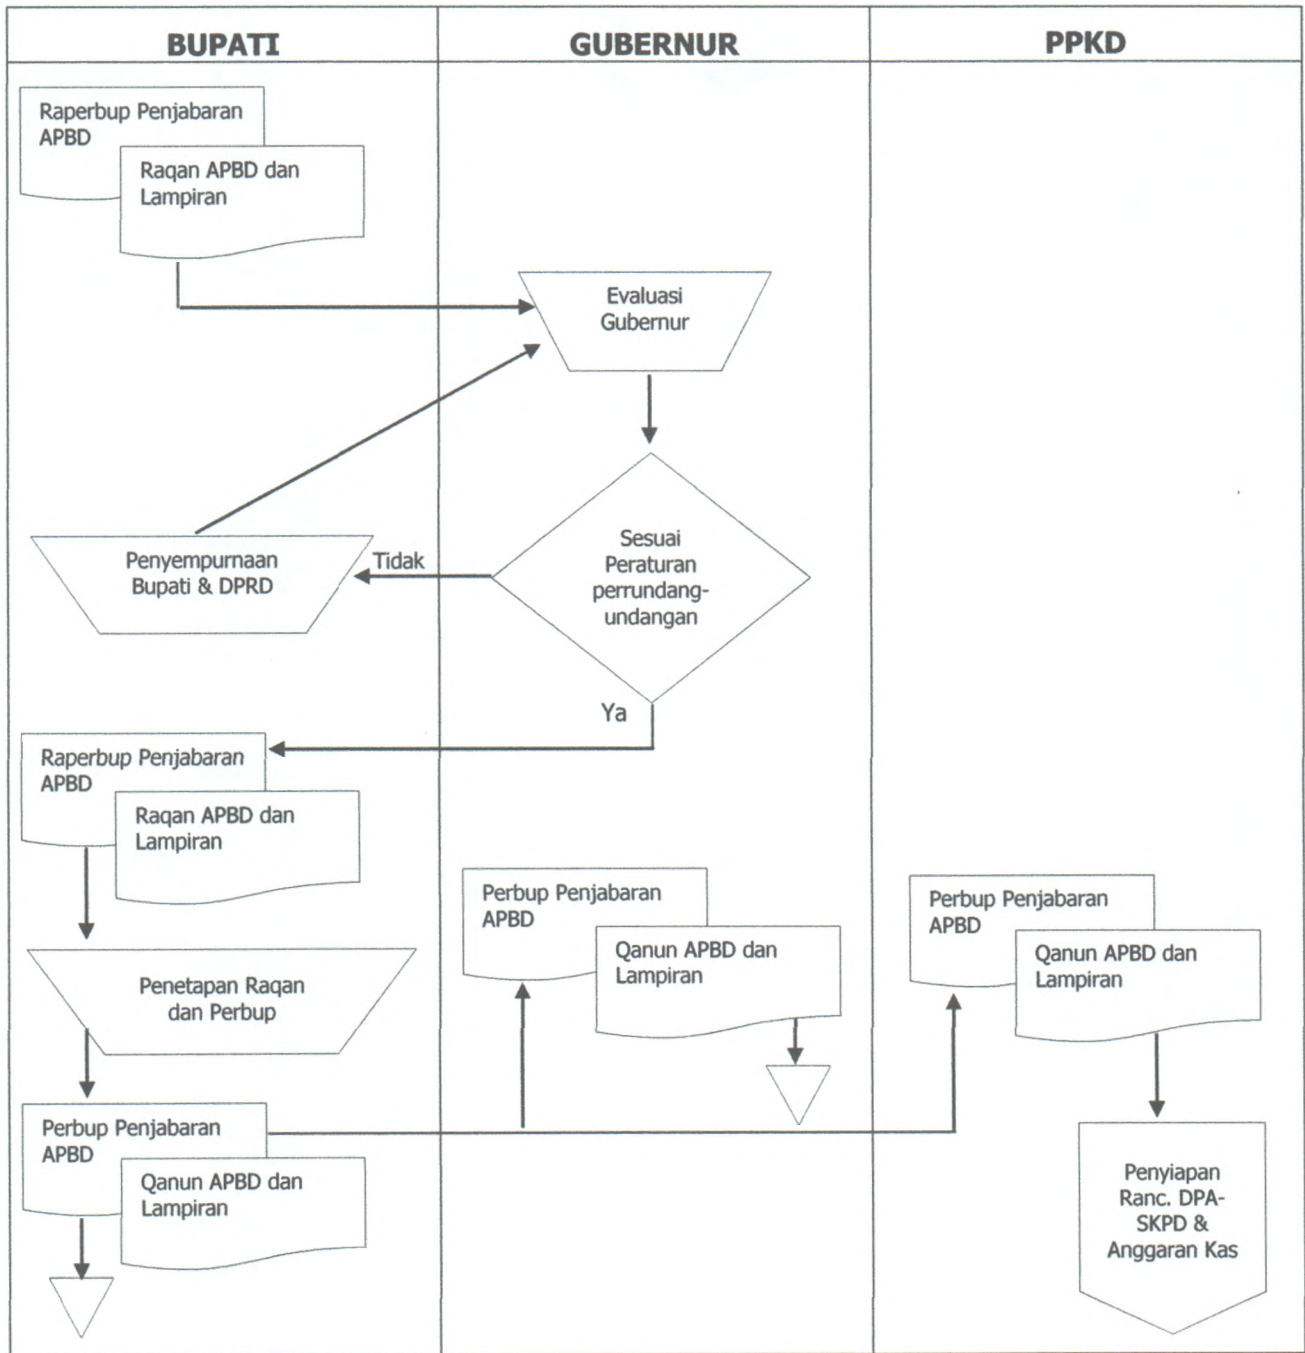 BUPATI
GUBERNUR
PPKD
Raperbup Penjabaran
APBD
Raqan APBD dan
Lampiran
Evaluasi
Gubernur
Penyempurnaan
Bupati & DPRD
Tidak
Sesuai
Peraturan
perrundang-
undangan
Ya
Raperbup Penjabaran
APBD
Raqan APBD dan
Lampiran
Perbup Penjabaran
APBD
Qanun APBD dan
Lampiran
Perbup Penjabaran
APBD
Qanun APBD dan
Lampiran
Penetapan Raqan
dan Perbup
Perbup Penjabaran
APBD
Qanun APBD dan
Lampiran
Penyiapan
Ranc. DPA-
SKPD &
Anggaran Kas